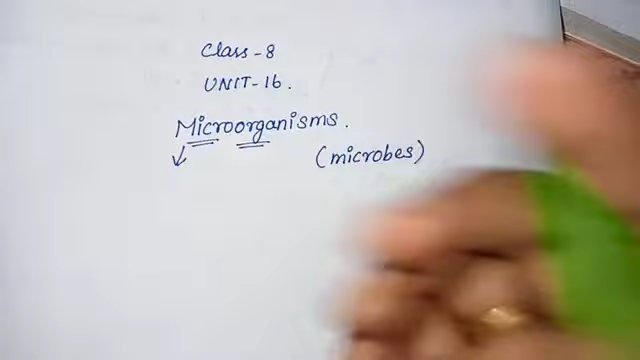 Class - 8
UNIT - 16.
Microorganisms.
(microbes)